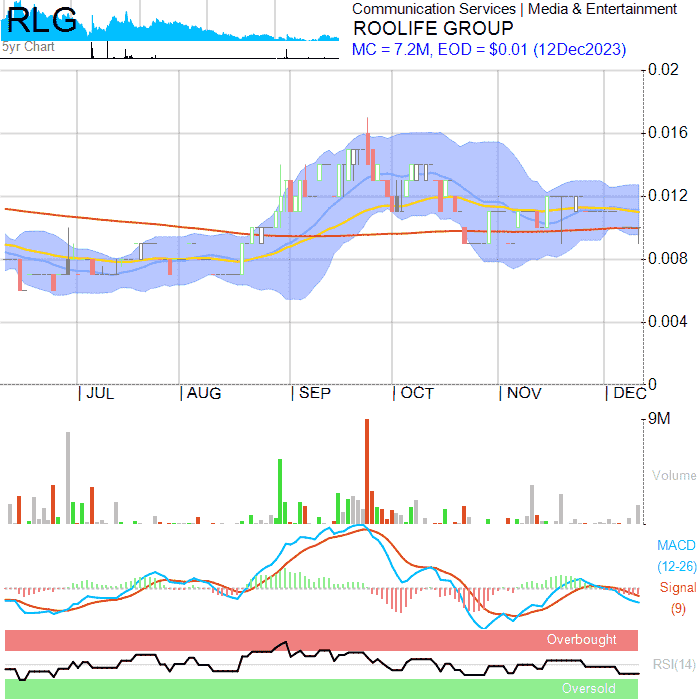 RLG
5yr Chart
Communication Services | Media & Entertainment
ROOLIFE GROUP
MC = 7.2M, EOD = $0.01 (12Dec2023)
0.02
0.016
0.012
0.008
0.004
0
| JUL | AUG | SEP | OCT | NOV | DEC
9M
Volume
MACD
(12-26)
Signal
(9)
Overbought
RSI(14)
Oversold